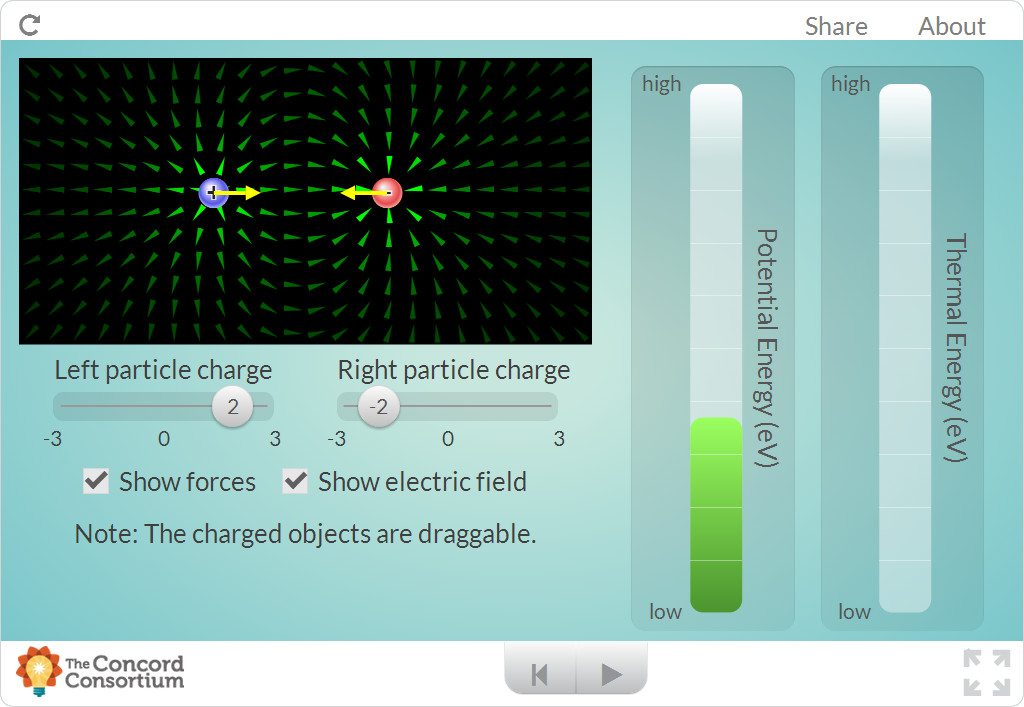 Share About
+ -
Left particle charge Right particle charge
2 -2
-3 0 3 -3 0 3
Show forces Show electric field
Note: The charged objects are draggable.
high
Potential Energy (eV)
low
high
Thermal Energy (eV)
low
The Concord
Consortium